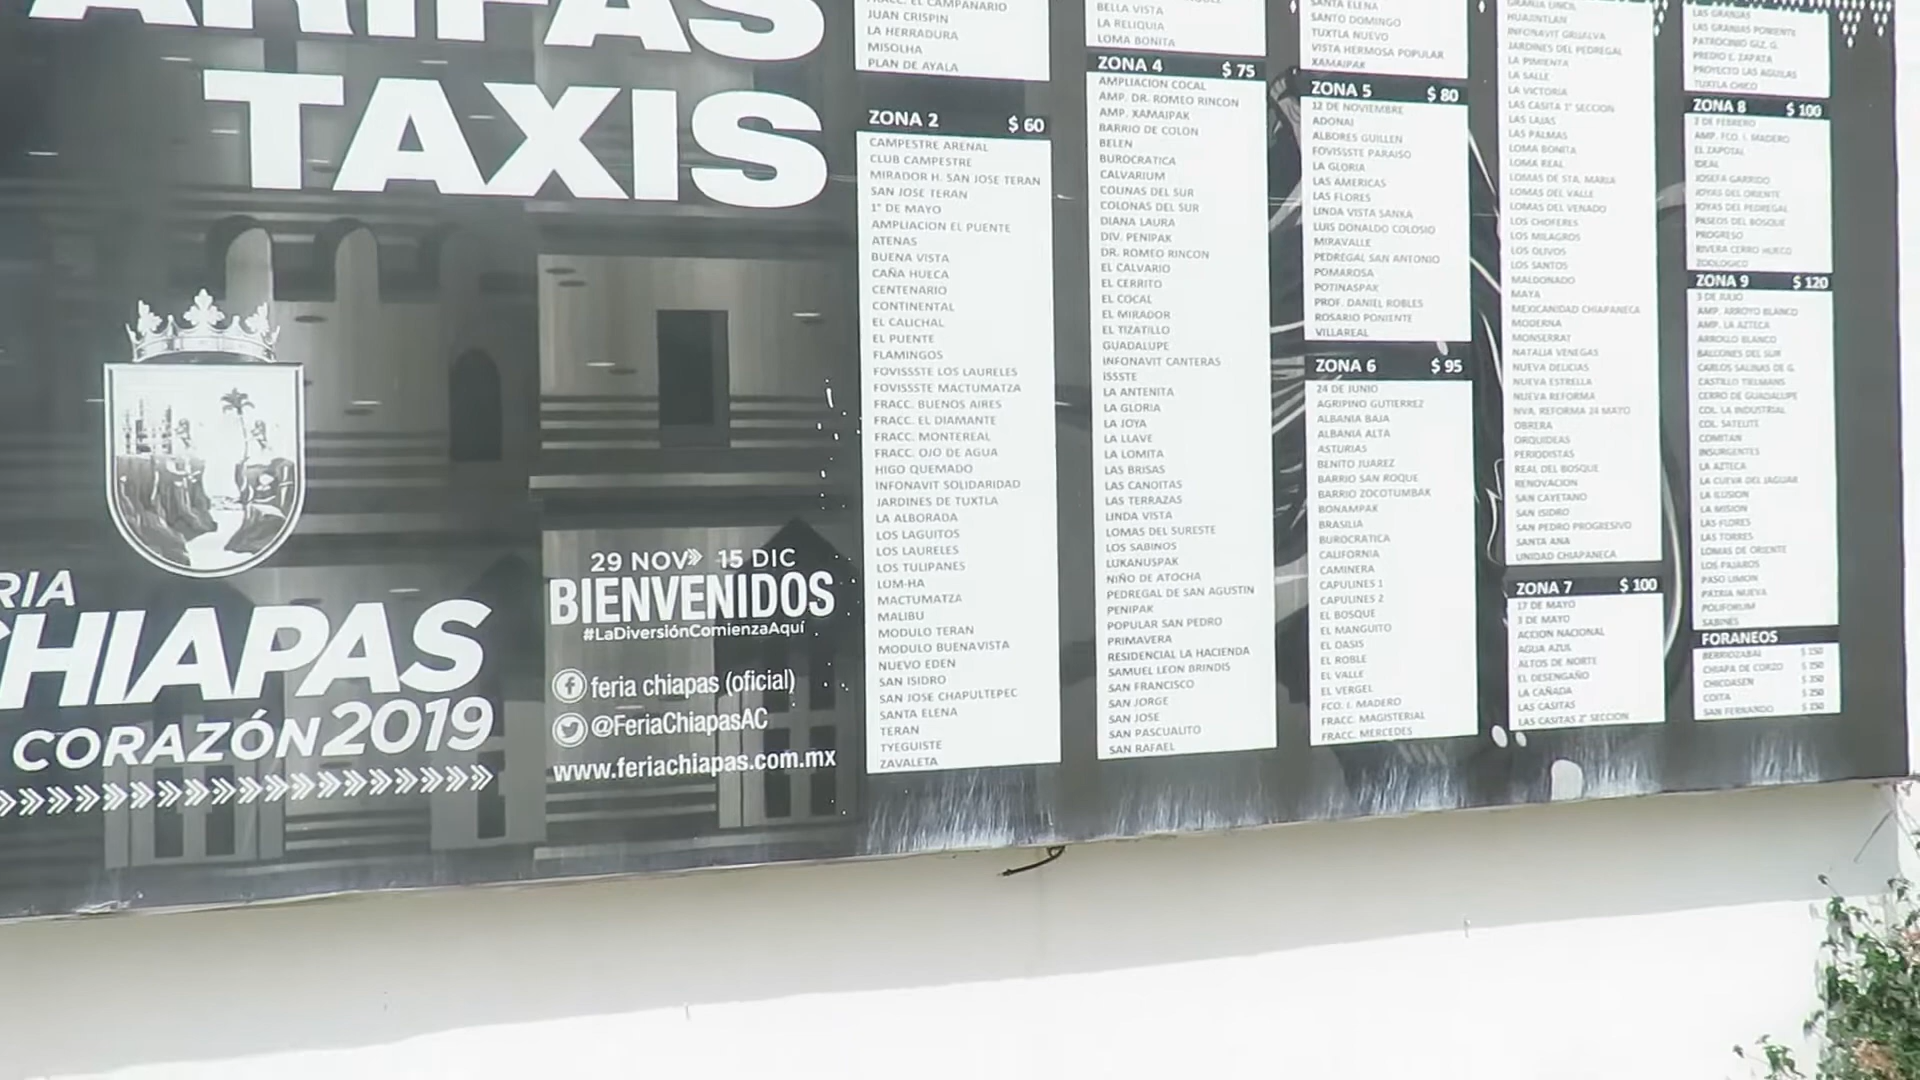 TAXIS
RIA
CHIAPAS
CORAZÓN 2019
29 NOV 15 DIC
BIENVENIDOS
#LaDiversiónComienzaAquí
feria chiapas (oficial)
@FeriaChiapasAC
www.feriachiapas.com.mx
JUAN CRISPIN
LA HERRADURA
MISOLHA
PLAN DE AYALA
ZONA 2 $ 60
CAMPESTRE ARENAL
CLUB CAMPESTRE
MIRADOR H. SAN JOSE TERAN
SAN JOSE TERAN
1° DE MAYO
AMPLIACION EL PUENTE
ATENAS
BUENA VISTA
CAÑA HUECA
CENTENARIO
CONTINENTAL
EL CALICHAL
EL PUENTE
FLAMINGOS
FOVISSSTE LOS LAURELES
FOVISSSTE MACTUMATZA
FRACC. BUENOS AIRES
FRACC. EL DIAMANTE
FRACC. MONTEREAL
FRACC. OJO DE AGUA
HIGO QUEMADO
INFONAVIT SOLIDARIDAD
JARDINES DE TUXTLA
LA ALBORADA
LOS LAGUITOS
LOS LAURELES
LOS TULIPANES
LOM-HA
MACTUMATZA
MALIBU
MODULO TERAN
MODULO BUENAVISTA
NUEVO EDEN
SAN ISIDRO
SAN JOSE CHAPULTEPEC
SANTA ELENA
TERAN
TYEGUISTE
ZAVALETA
BELLA VISTA
LA RELIQUIA
LOMA BONITA
ZONA 4 $ 75
AMPLIACION COCAL
AMP. DR. ROMEO RINCON
AMP. XAMAIPAK
BARRIO DE COLON
BELEN
BUROCRATICA
CALVARIUM
COLINAS DEL SUR
COLONAS DEL SUR
DIANA LAURA
DIV. PENIPAK
DR. ROMEO RINCON
EL CALVARIO
EL CERRITO
EL COCAL
EL MIRADOR
EL TIZATILLO
GUADALUPE
INFONAVIT CANTERAS
ISSSTE
LA ANTENITA
LA GLORIA
LA JOYA
LA LLAVE
LA LOMITA
LAS BRISAS
LAS CANOITAS
LAS TERRAZAS
LINDA VISTA
LOMAS DEL SURESTE
LOS SABINOS
LUKANUSPAK
NIÑO DE ATOCHA
PEDREGAL DE SAN AGUSTIN
PENIPAK
POPULAR SAN PEDRO
PRIMAVERA
RESIDENCIAL LA HACIENDA
SAMUEL LEON BRINDIS
SAN FRANCISCO
SAN JORGE
SAN JOSE
SAN PASCUALITO
SAN RAFAEL
SANTA ELENA
SANTO DOMINGO
TUXTLA NUEVO
VISTA HERMOSA POPULAR
XAMAIPAK
ZONA 5 $ 80
12 DE NOVIEMBRE
ADONAI
ALBORES GUILLEN
FOVISSSTE PARAISO
LA GLORIA
LAS AMERICAS
LAS FLORES
LINDA VISTA SANKA
LUIS DONALDO COLOSIO
MIRAVALLE
PEDREGAL SAN ANTONIO
POMAROSA
POTINASPAK
PROF. DANIEL ROBLES
ROSARIO PONIENTE
VILLAREAL
ZONA 6 $ 95
24 DE JUNIO
AGRIPINO GUTIERREZ
ALBANIA BAJA
ALBANIA ALTA
ASTURIAS
BENITO JUAREZ
BARRIO SAN ROQUE
BARRIO ZOCOTUMBAK
BONAMPAK
BRASILIA
BUROCRATICA
CALIFORNIA
CAMINERA
CAPULINES 1
CAPULINES 2
EL BOSQUE
EL MANGUITO
EL OASIS
EL ROBLE
EL VALLE
EL VERGEL
FCO. I. MADERO
FRACC. MAGISTERIAL
FRACC. MERCEDES
HUAJINTLAN
INFONAVIT GRIJALVA
JARDINES DEL PEDREGAL
LA PIMIENTA
LA SALLE
LA VICTORIA
LAS CASITA 1° SECCION
LAS LAJAS
LAS PALMAS
LOMA BONITA
LOMA REAL
LOMAS DE STA. MARIA
LOMAS DEL VALLE
LOMAS DEL VENADO
LOS CHOFERES
LOS MILAGROS
LOS OLIVOS
LOS SANTOS
MALDONADO
MAYA
MEXICANIDAD CHIAPANECA
MODERNA
MONSERRAT
NATALIA VENEGAS
NUEVA DELICIAS
NUEVA ESTRELLA
NUEVA REFORMA
NVA. REFORMA 24 MAYO
OBRERA
ORQUIDEAS
PERIODISTAS
REAL DEL BOSQUE
RENOVACION
SAN CAYETANO
SAN ISIDRO
SAN PEDRO PROGRESIVO
SANTA ANA
UNIDAD CHIAPANECA
ZONA 7 $ 100
17 DE MAYO
3 DE MAYO
ACCION NACIONAL
AGUA AZUL
ALTOS DE NORTE
EL DESENGAÑO
LA CAÑADA
LAS CASITAS
LAS CASITAS 2° SECCION
LAS GRANJAS
LAS GRANJAS PONIENTE
PATROCINIO GLZ. G.
PREDIO E. ZAPATA
PROYECTO LAS AGUILAS
TUXTLA CHICO
ZONA 8 $ 100
2 DE FEBRERO
AMP. FCO. I. MADERO
EL ZAPOTAL
IDEAL
JOSEFA GARRIDO
JOYAS DEL ORIENTE
JOYAS DEL PEDREGAL
PASEOS DEL BOSQUE
PROGRESO
RIVERA CERRO HUECO
ZOOLOGICO
ZONA 9 $ 120
3 DE JULIO
AMP. ARROYO BLANCO
AMP. LA AZTECA
ARROLLO BLANCO
BALCONES DEL SUR
CARLOS SALINAS DE G.
CASTILLO TIELMANS
CERRO DE GUADALUPE
COL. LA INDUSTRIAL
COL. SATELITE
COMITAN
INSURGENTES
LA AZTECA
LA CUEVA DEL JAGUAR
LA ILUSION
LA MISION
LAS FLORES
LAS TORRES
LOMAS DE ORIENTE
LOS PAJAROS
PASO LIMON
PATRIA NUEVA
POLIFORUM
SABINES
FORANEOS
BERRIOZABAL $ 150
CHIAPA DE CORZO $ 250
CHICOASEN $ 350
COITA $ 250
SAN FERNANDO $ 150